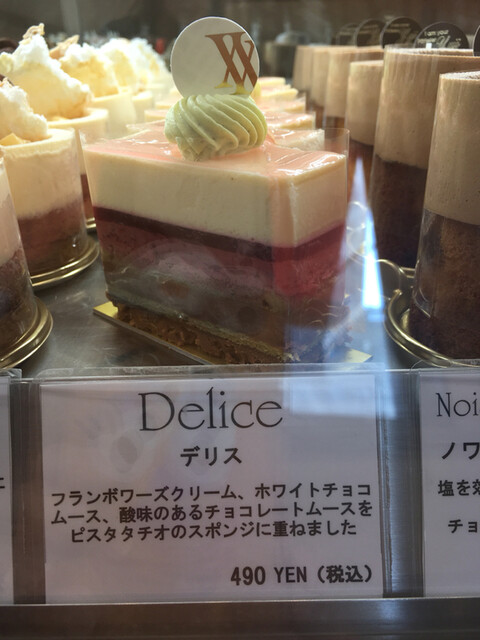 W
Delice
デリス
フランボワーズクリーム、ホワイトチョコ
ムース、酸味のあるチョコレートムースを
ピスタタチオのスポンジに重ねました
490 YEN（税込）
Noi
ノワ
塩を効
チョ